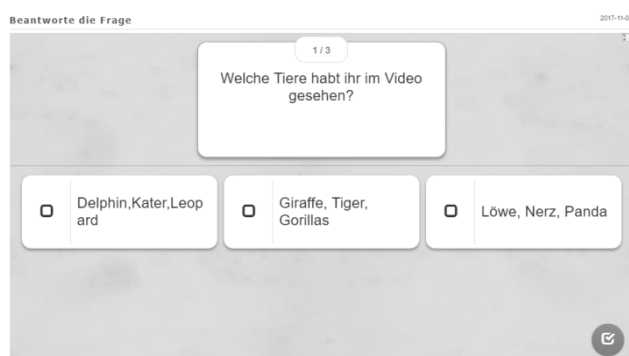 Beantworte die Frage
2017-11-0
1 / 3
Welche Tiere habt ihr im Video
gesehen?
Delphin,Kater,Leop
ard
Giraffe, Tiger,
Gorillas
Löwe, Nerz, Panda